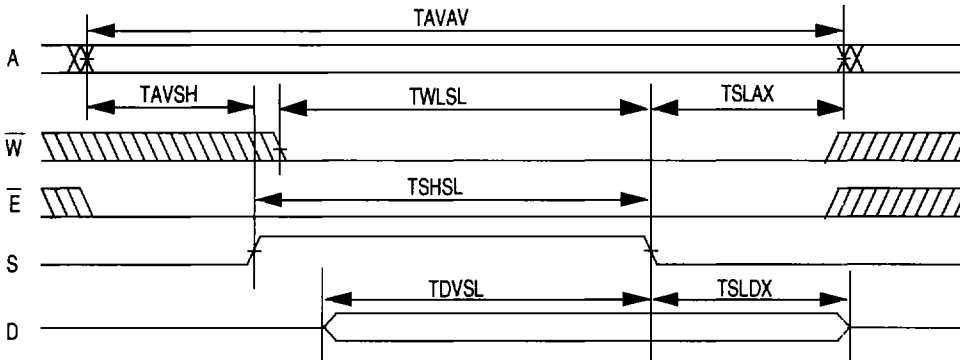 TAVAV
A
TAVSH TWLSL TSLAX
W̅
TSHSL
E̅
S
TDVSL TSLDX
D